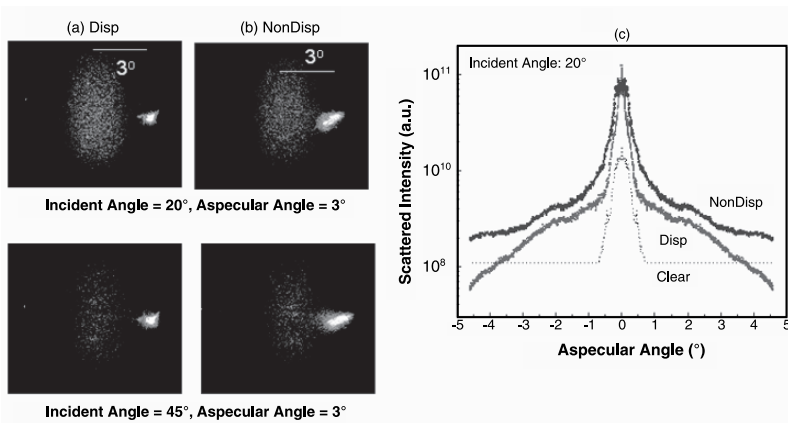 (a) Disp
(b) NonDisp
3⁰
3⁰
Incident Angle = 20°, Aspecular Angle = 3°
Incident Angle = 45°, Aspecular Angle = 3°
(c)
Incident Angle: 20°
Scattered Intensity (a.u.)
10¹¹
10¹⁰
10⁸
NonDisp
Disp
Clear
-5 -4 -3 -2 -1 0 1 2 3 4 5
Aspecular Angle (°)